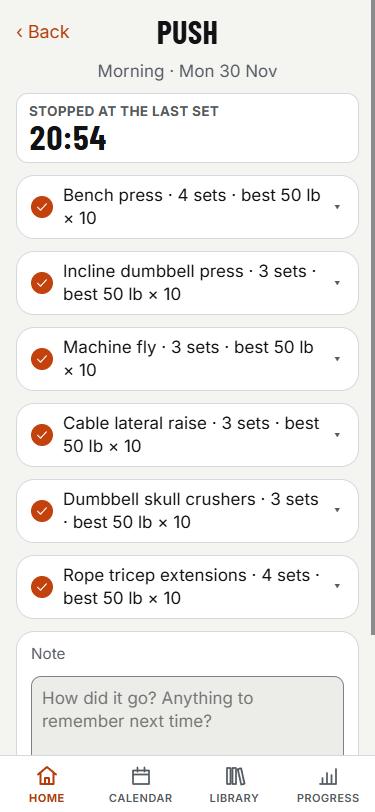 ‹ Back
PUSH
Morning · Mon 30 Nov
STOPPED AT THE LAST SET
20:54
Bench press · 4 sets · best 50 lb
× 10
Incline dumbbell press · 3 sets ·
best 50 lb × 10
Machine fly · 3 sets · best 50 lb
× 10
Cable lateral raise · 3 sets · best
50 lb × 10
Dumbbell skull crushers · 3 sets
· best 50 lb × 10
Rope tricep extensions · 4 sets ·
best 50 lb × 10
Note
How did it go? Anything to
remember next time?
HOME
CALENDAR
LIBRARY
PROGRESS